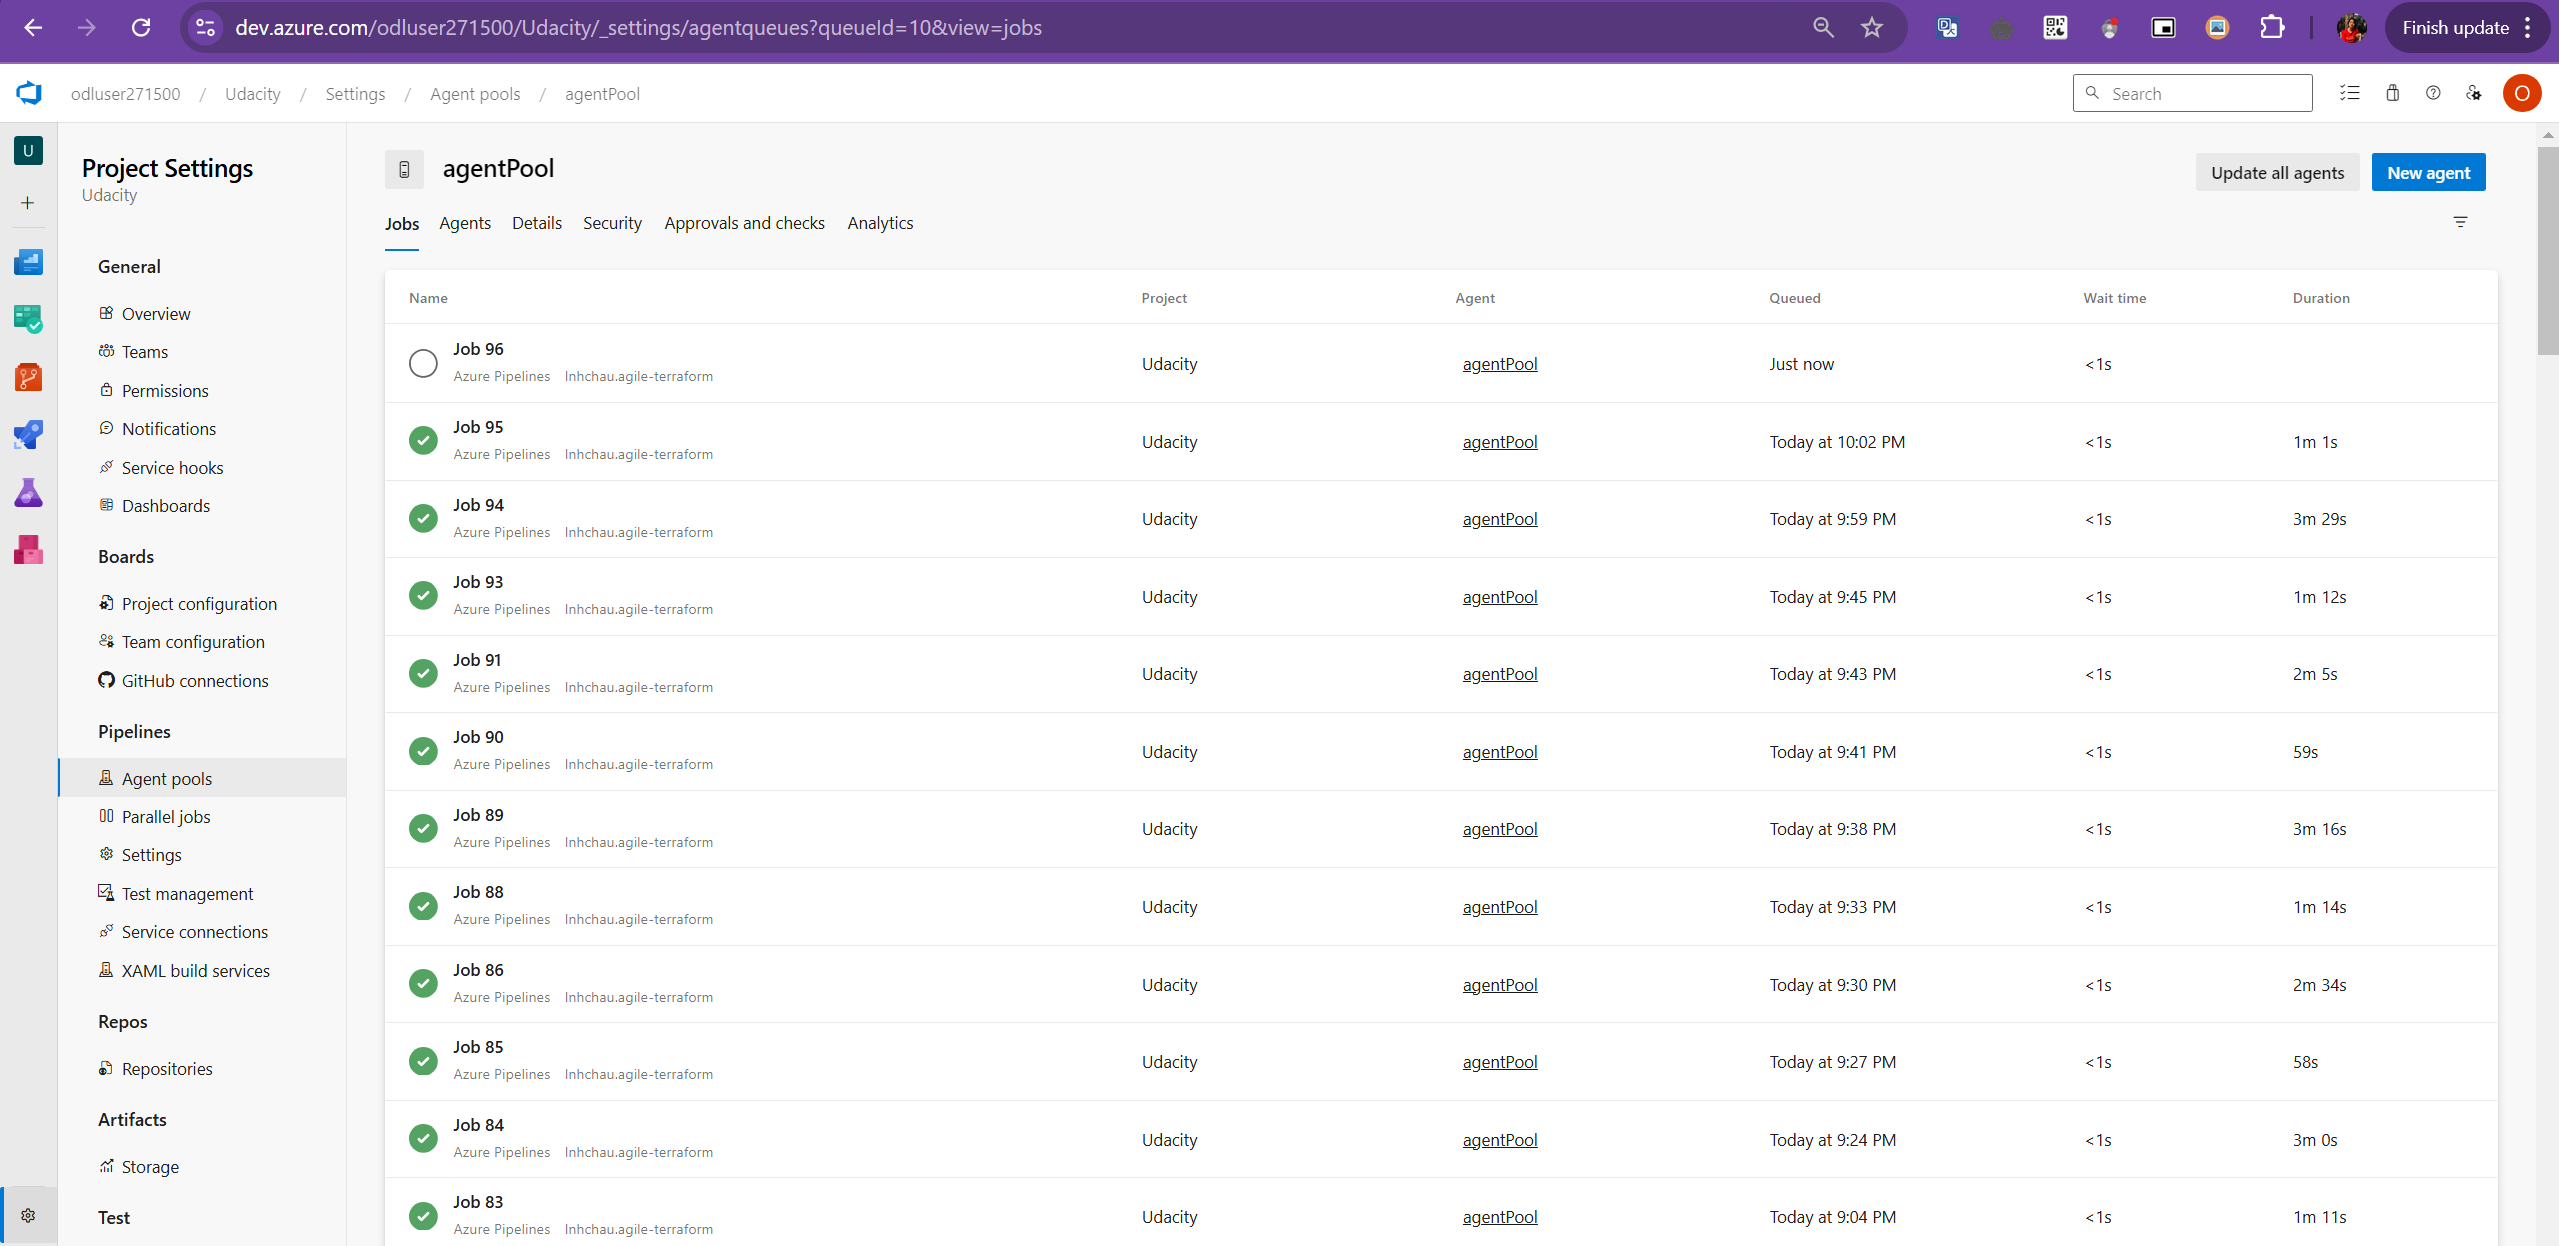 dev.azure.com/odluser271500/Udacity/_settings/agentqueues?queueId=10&view=jobs
Finish update
odluser271500 / Udacity / Settings / Agent pools / agentPool
Search
O
U
Project Settings
Udacity
General
Overview
Teams
Permissions
Notifications
Service hooks
Dashboards
Boards
Project configuration
Team configuration
GitHub connections
Pipelines
Agent pools
Parallel jobs
Settings
Test management
Service connections
XAML build services
Repos
Repositories
Artifacts
Storage
Test
agentPool
Update all agents
New agent
Jobs Agents Details Security Approvals and checks Analytics
Name Project Agent Queued Wait time Duration
Job 96
Azure Pipelines lnhchau.agile-terraform
Udacity agentPool Just now <1s
Job 95
Azure Pipelines lnhchau.agile-terraform
Udacity agentPool Today at 10:02 PM <1s 1m 1s
Job 94
Azure Pipelines lnhchau.agile-terraform
Udacity agentPool Today at 9:59 PM <1s 3m 29s
Job 93
Azure Pipelines lnhchau.agile-terraform
Udacity agentPool Today at 9:45 PM <1s 1m 12s
Job 91
Azure Pipelines lnhchau.agile-terraform
Udacity agentPool Today at 9:43 PM <1s 2m 5s
Job 90
Azure Pipelines lnhchau.agile-terraform
Udacity agentPool Today at 9:41 PM <1s 59s
Job 89
Azure Pipelines lnhchau.agile-terraform
Udacity agentPool Today at 9:38 PM <1s 3m 16s
Job 88
Azure Pipelines lnhchau.agile-terraform
Udacity agentPool Today at 9:33 PM <1s 1m 14s
Job 86
Azure Pipelines lnhchau.agile-terraform
Udacity agentPool Today at 9:30 PM <1s 2m 34s
Job 85
Azure Pipelines lnhchau.agile-terraform
Udacity agentPool Today at 9:27 PM <1s 58s
Job 84
Azure Pipelines lnhchau.agile-terraform
Udacity agentPool Today at 9:24 PM <1s 3m 0s
Job 83
Azure Pipelines lnhchau.agile-terraform
Udacity agentPool Today at 9:04 PM <1s 1m 11s